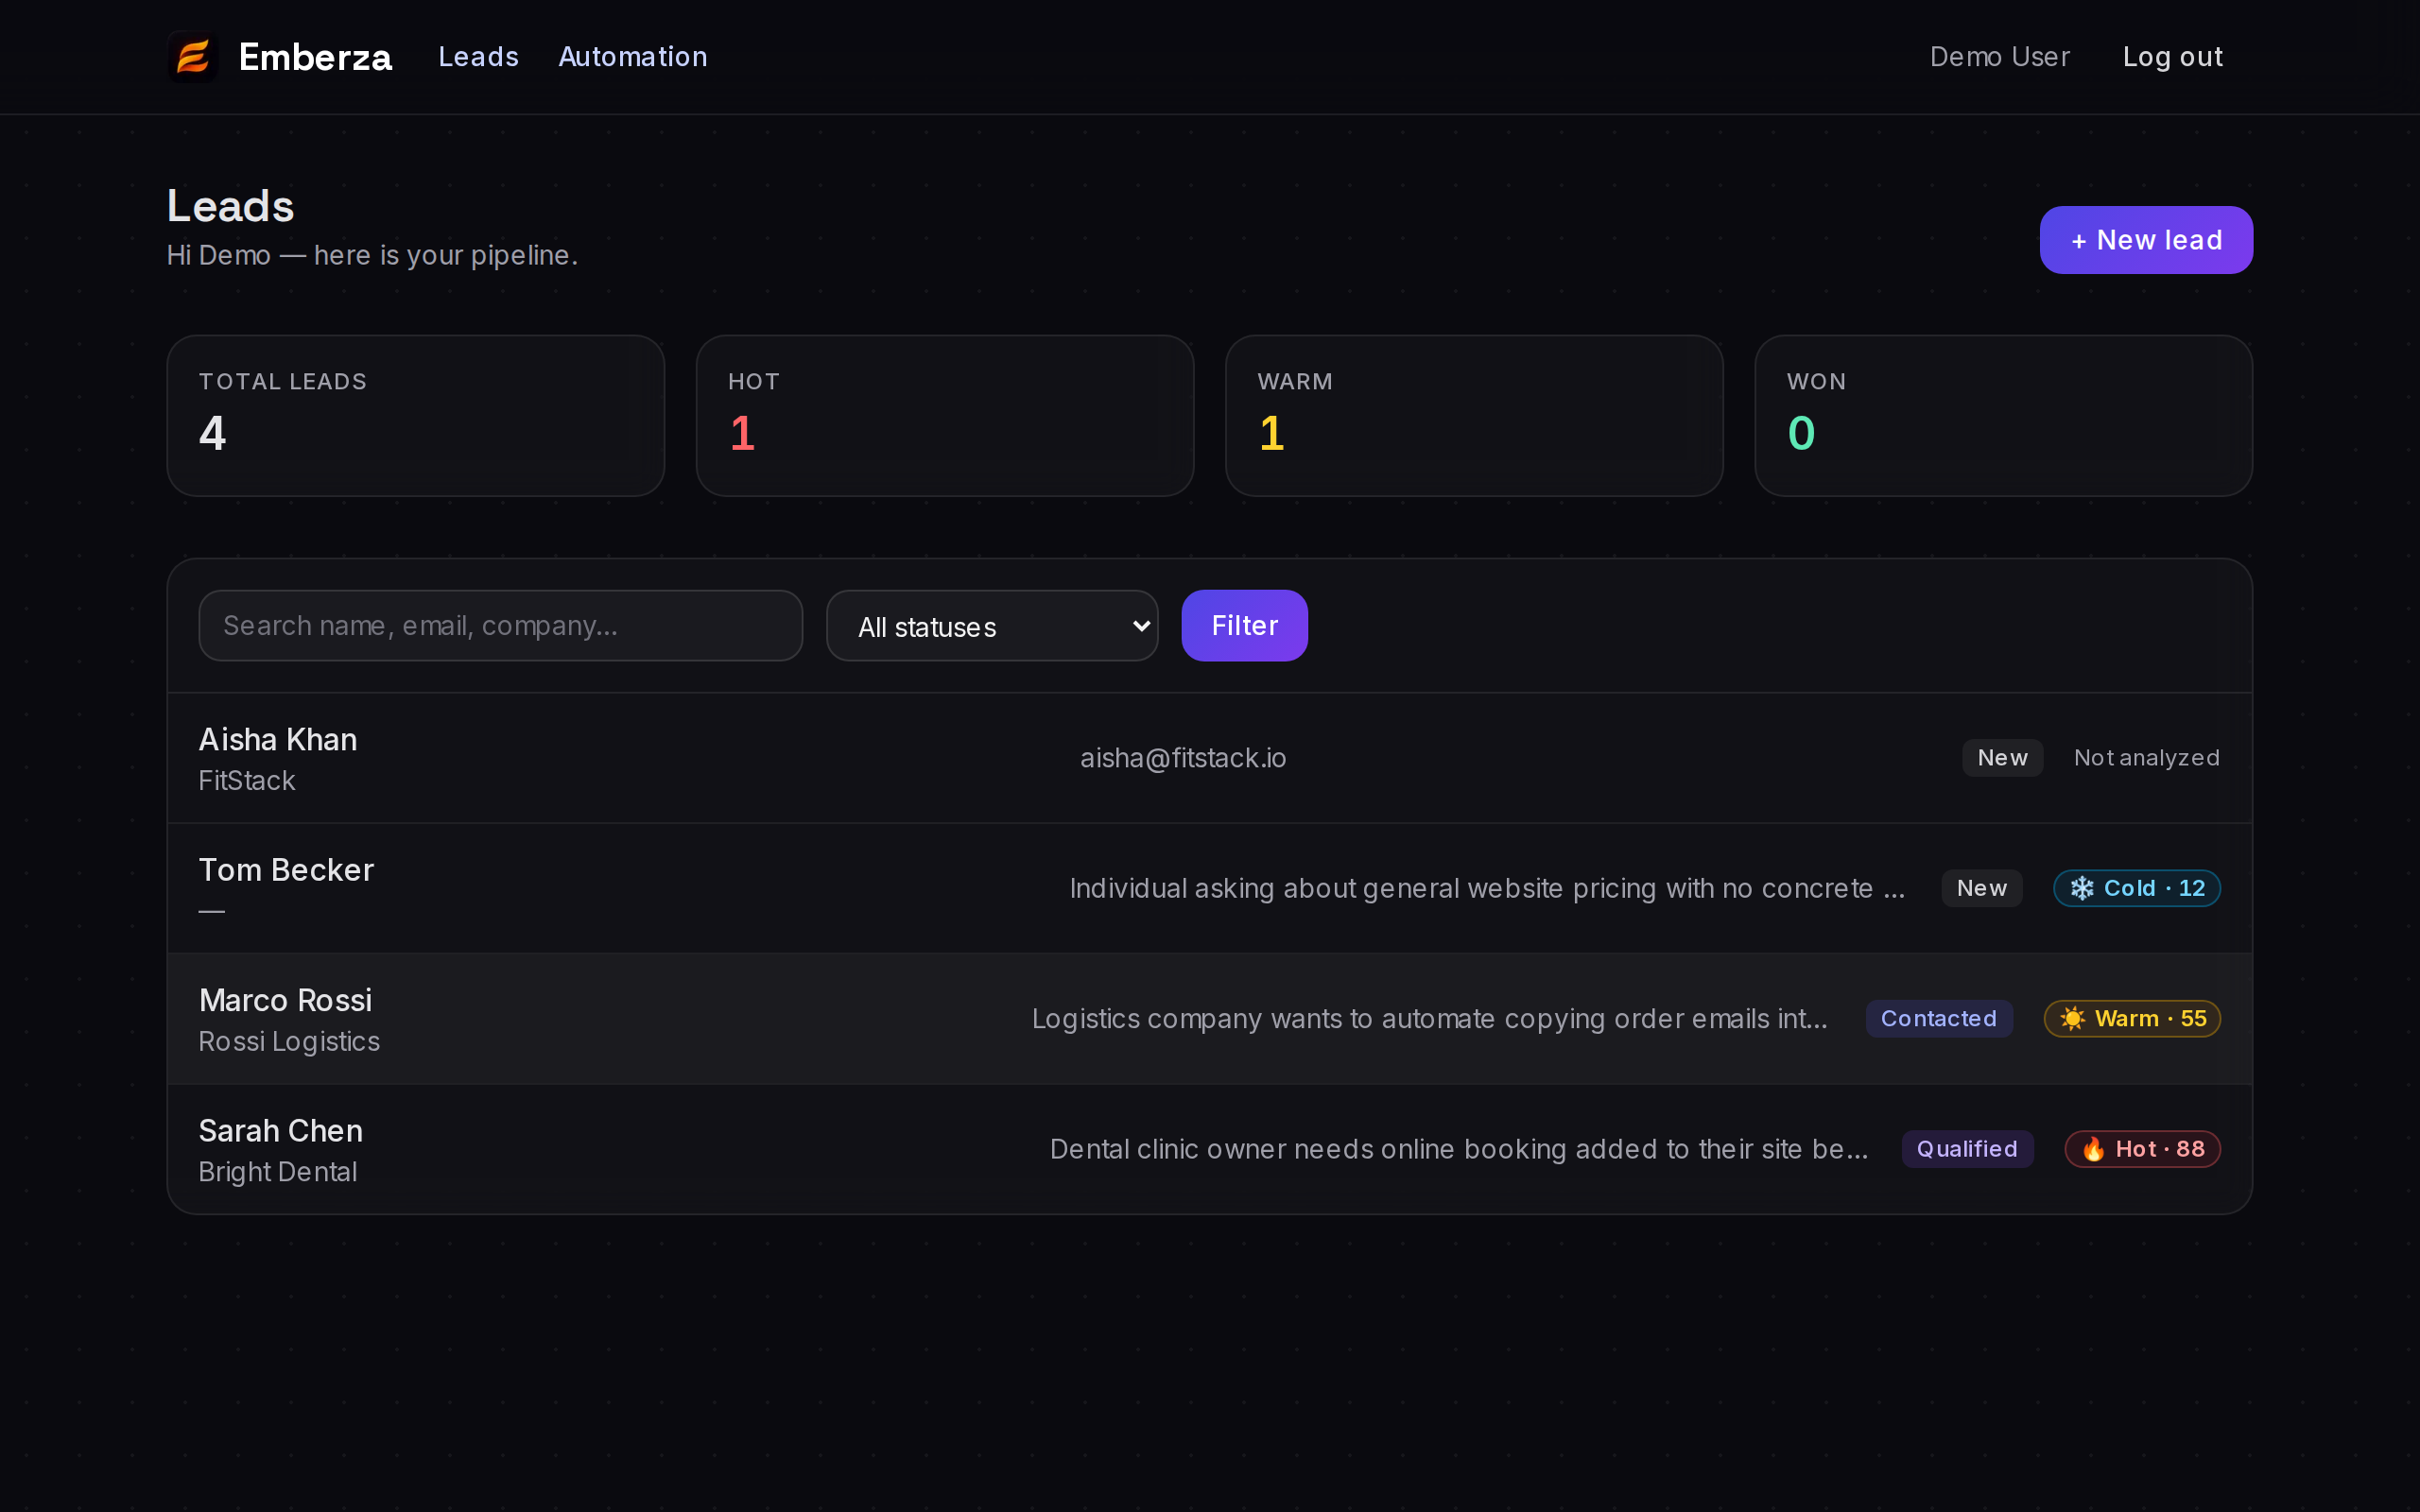 Emberza Leads Automation Demo User Log out
Leads
Hi Demo — here is your pipeline.
+ New lead
TOTAL LEADS HOT WARM WON
4 1 1 0
Search name, email, company... All statuses Filter
Aisha Khan
FitStack
aisha@fitstack.io New Not analyzed
Tom Becker
—
Individual asking about general website pricing with no concrete ... New ❄️ Cold · 12
Marco Rossi
Rossi Logistics
Logistics company wants to automate copying order emails int... Contacted ☀️ Warm · 55
Sarah Chen
Bright Dental
Dental clinic owner needs online booking added to their site be... Qualified 🔥 Hot · 88